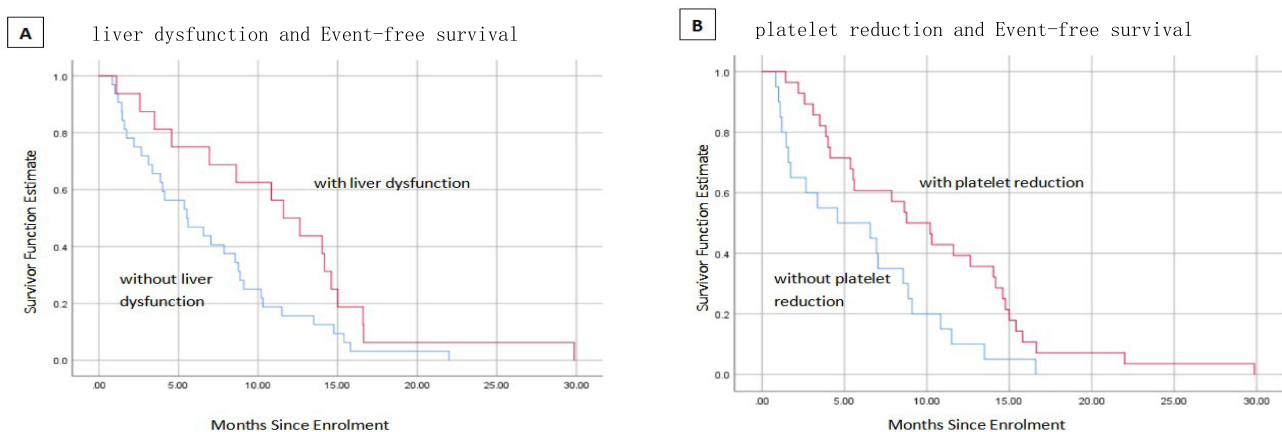 A
liver dysfunction and Event-free survival
Survivor Function Estimate
1.0
0.8
0.6
0.4
0.2
0.0
with liver dysfunction
without liver
dysfunction
.00 5.00 10.00 15.00 20.00 25.00 30.00
Months Since Enrolment
B
platelet reduction and Event-free survival
Survivor Function Estimate
1.0
0.8
0.6
0.4
0.2
0.0
with platelet reduction
without platelet
reduction
.00 5.00 10.00 15.00 20.00 25.00 30.00
Months Since Enrolment